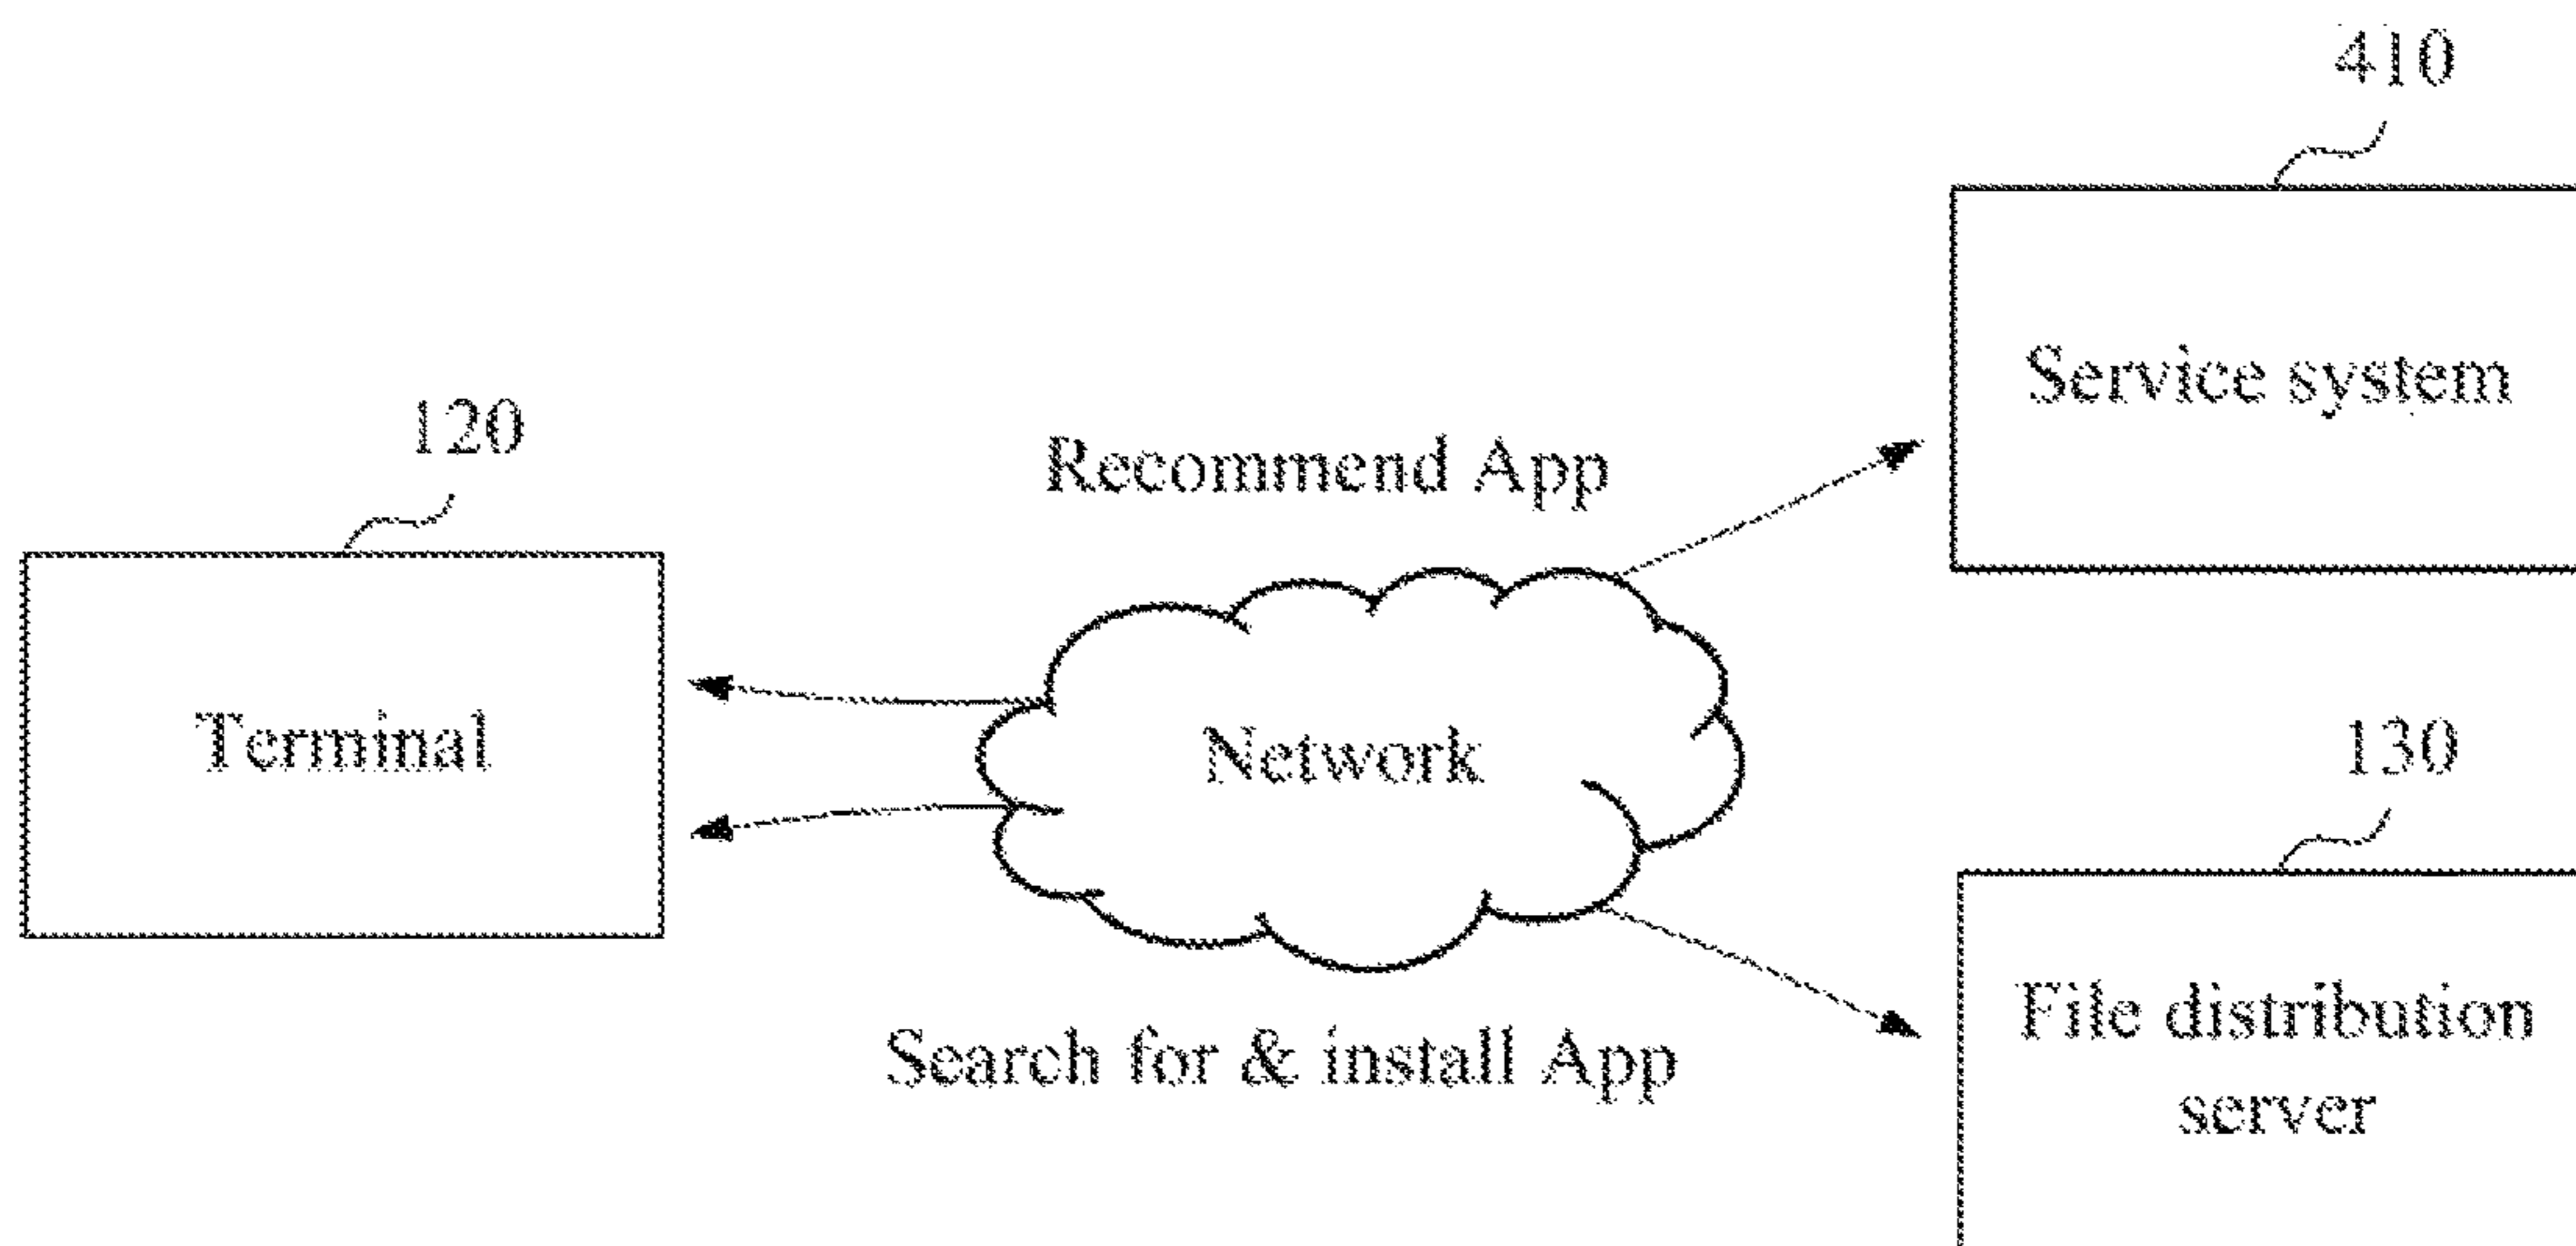 410
Service system
120
Recommend App
Terminal
Network
130
File distribution
server
Search for & install App